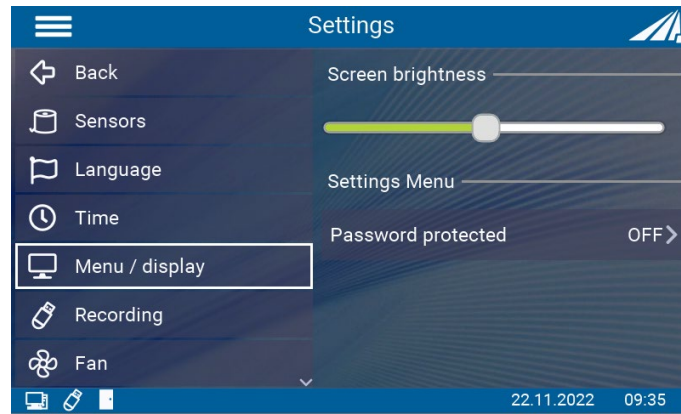 Settings
Back
Sensors
Language
Time
Menu / display
Recording
Fan
Screen brightness
Settings Menu
Password protected OFF
22.11.2022 09:35